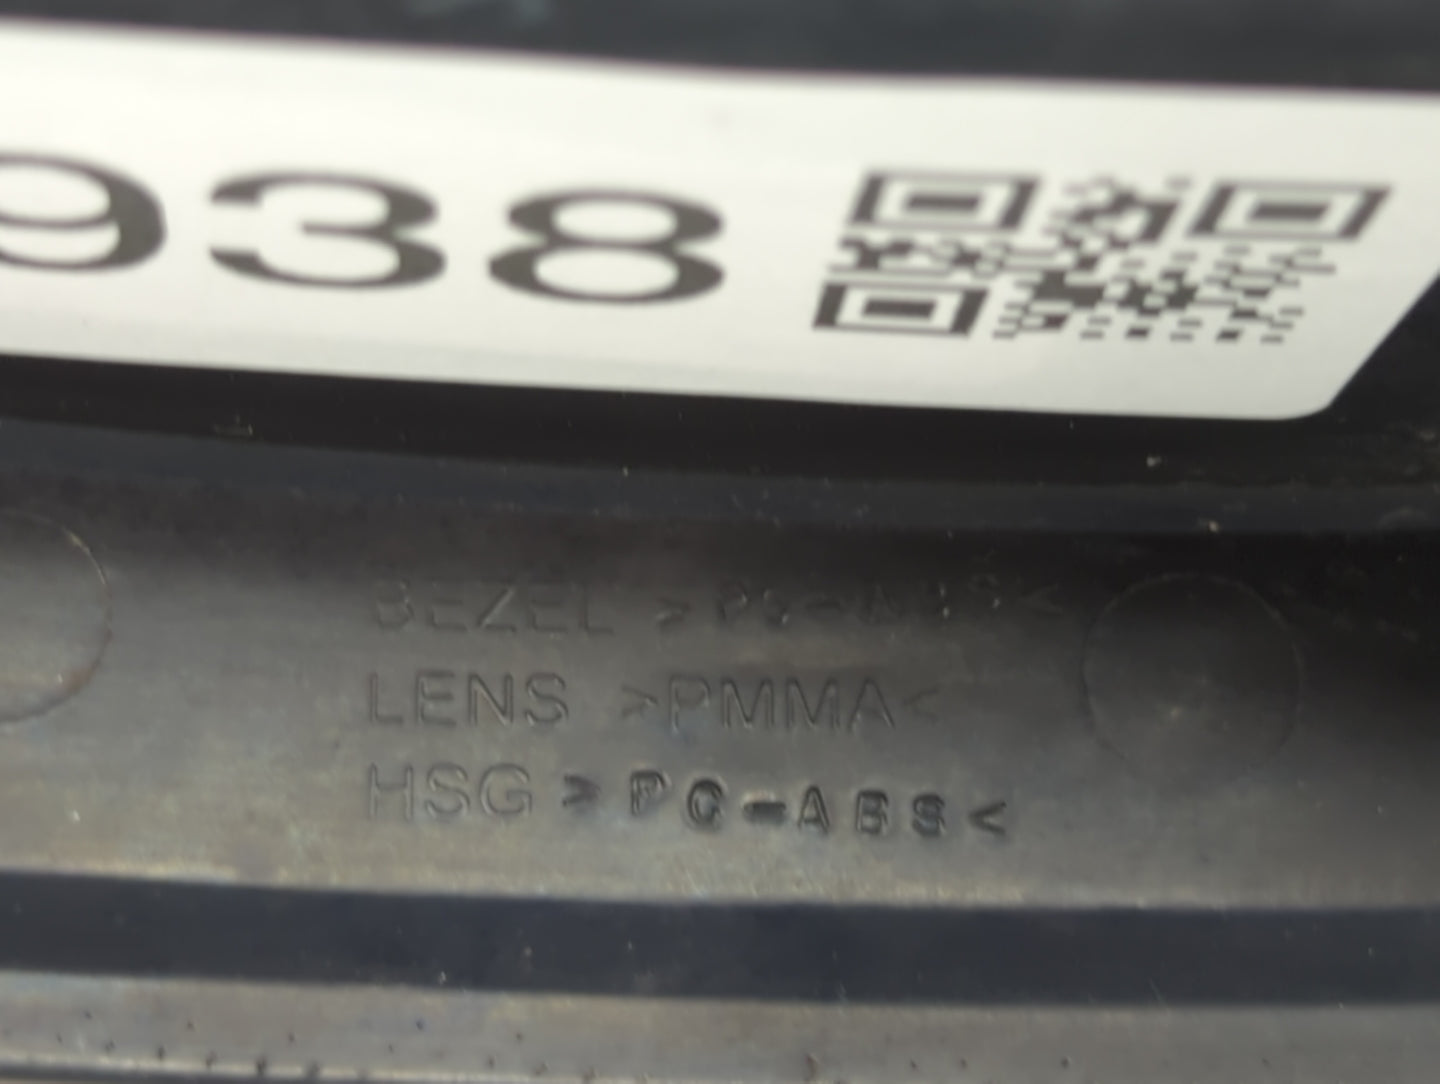 938
BEZEL >PC-ABS<
LENS >PMMA<
HSG >PC-ABS<